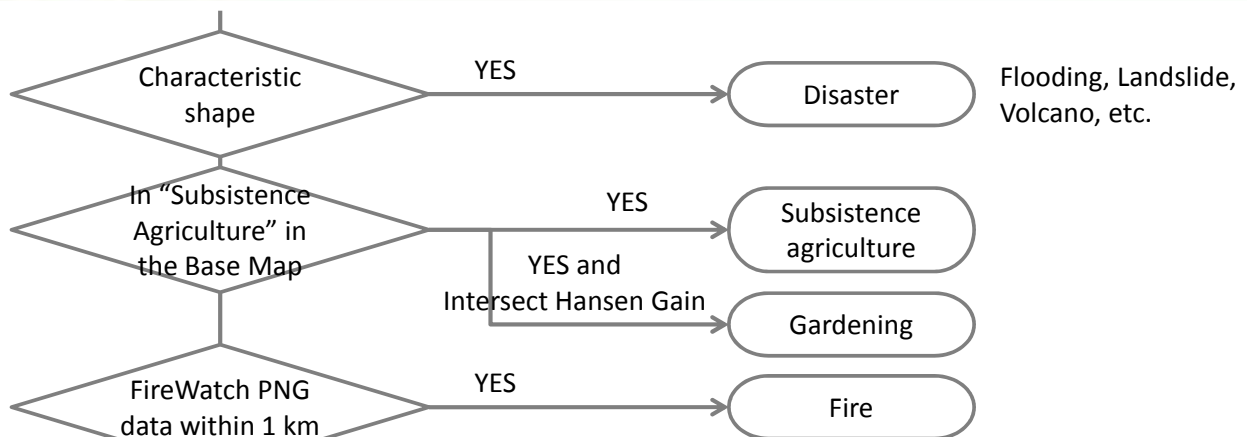 Characteristic
shape
YES
Disaster
Flooding, Landslide,
Volcano, etc.
In “Subsistence
Agriculture” in
the Base Map
YES
Subsistence
agriculture
YES and
Intersect Hansen Gain
Gardening
FireWatch PNG
data within 1 km
YES
Fire